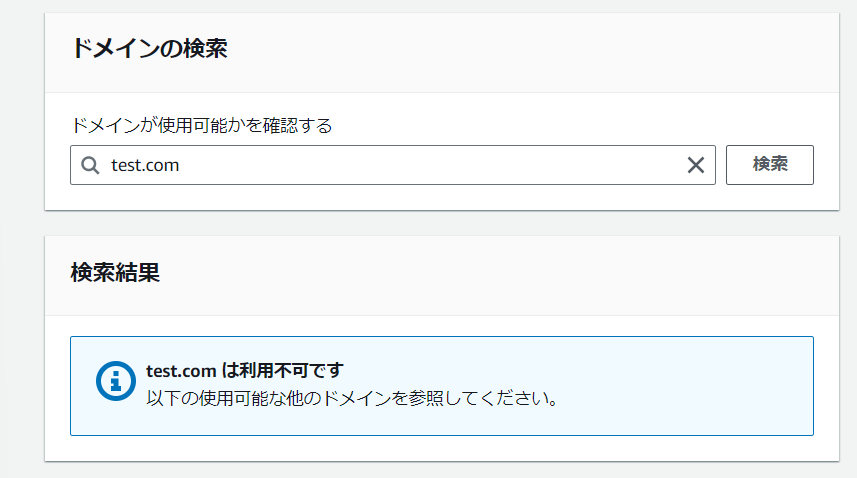 ドメインの検索
ドメインが使用可能かを確認する
test.com
検索
検索結果
test.com は利用不可です
以下の使用可能な他のドメインを参照してください。